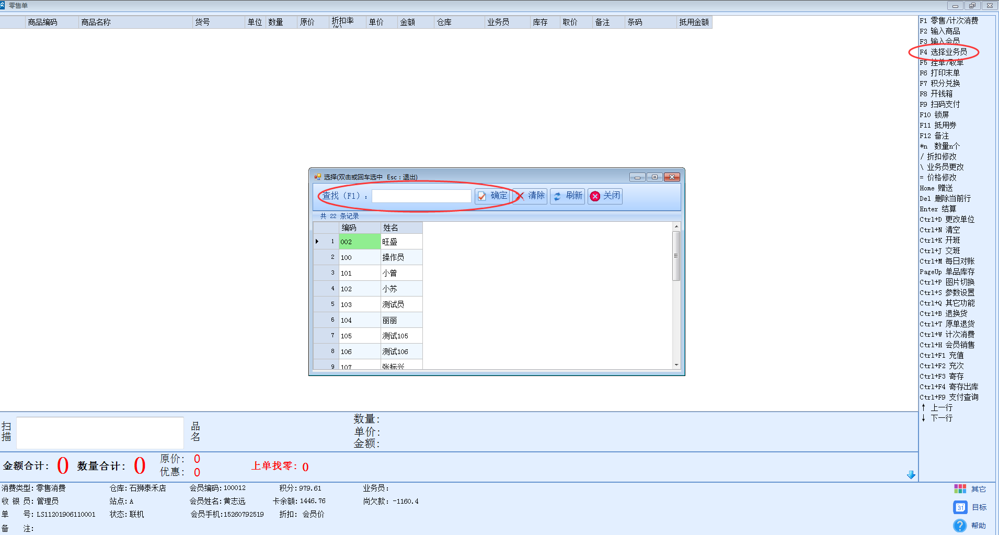 零售单
商品编码 商品名称 货号 单位 数量 原价 折扣率(%) 单价 金额 仓库 业务员 库存 取价 备注 条码 抵用金额
F1 零售/计次消费
F2 输入商品
F3 输入会员
F4 选择业务员
F5 挂单/取单
F6 打印末单
F7 积分兑换
F8 开钱箱
F9 扫码支付
F10 锁屏
F11 抵用券
F12 备注
*n 数量n个
/ 折扣修改
\ 业务员更改
= 价格修改
Home 赠送
Del 删除当前行
Enter 结算
Ctrl+D 更改单位
Ctrl+N 清空
Ctrl+K 开班
Ctrl+J 交班
Ctrl+M 每日对账
PageUp 单品库存
Ctrl+P 图片切换
Ctrl+S 参数设置
Ctrl+Q 其它功能
Ctrl+B 退换货
Ctrl+T 原单退货
Ctrl+W 计次消费
Ctrl+H 会员销售
Ctrl+F1 充值
Ctrl+F2 充次
Ctrl+F3 寄存
Ctrl+F4 寄存出库
Ctrl+F9 支付查询
↑ 上一行
↓ 下一行
选择(双击或回车选中 Esc：退出)
查找（F1）： 确定 清除 刷新 关闭
共 22 条记录
编码 姓名
1 002 旺盛
2 100 操作员
3 101 小曾
4 102 小苏
5 103 测试员
6 104 丽丽
7 105 测试105
8 106 测试106
9 107 张标兴
扫描 品名
数量：
单价：
金额：
金额合计：0 数量合计：0 原价：0 上单找零：0
优惠：0
消费类型：零售消费 仓库：石狮泰禾店 会员编码：100012 积分：979.61 业务员：
收 银 员：管理员 站点：A 会员姓名：黄志远 卡余额：1446.76 尚欠款：-1160.4
单 号：LS11201906110001 状态：联机 会员手机：15260792519 折扣：会员价
备 注：
其它
31 目标
? 帮助